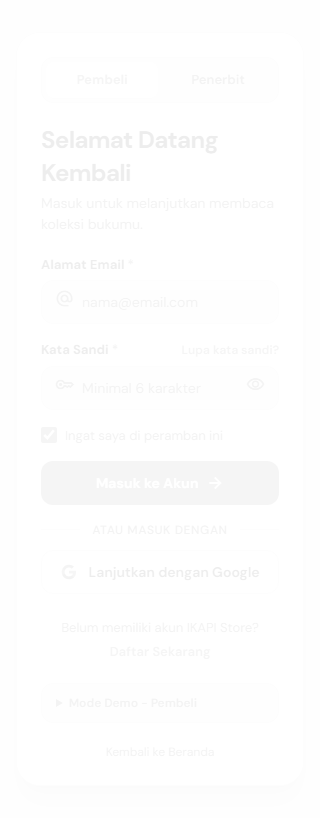 Pembeli
Penerbit
Selamat Datang
Kembali
Masuk untuk melanjutkan membaca
koleksi bukumu.
Alamat Email *
nama@email.com
Kata Sandi *
Lupa kata sandi?
Minimal 6 karakter
Ingat saya di peramban ini
Masuk ke Akun →
ATAU MASUK DENGAN
Lanjutkan dengan Google
Belum memiliki akun IKAPI Store?
Daftar Sekarang
Mode Demo - Pembeli
Kembali ke Beranda